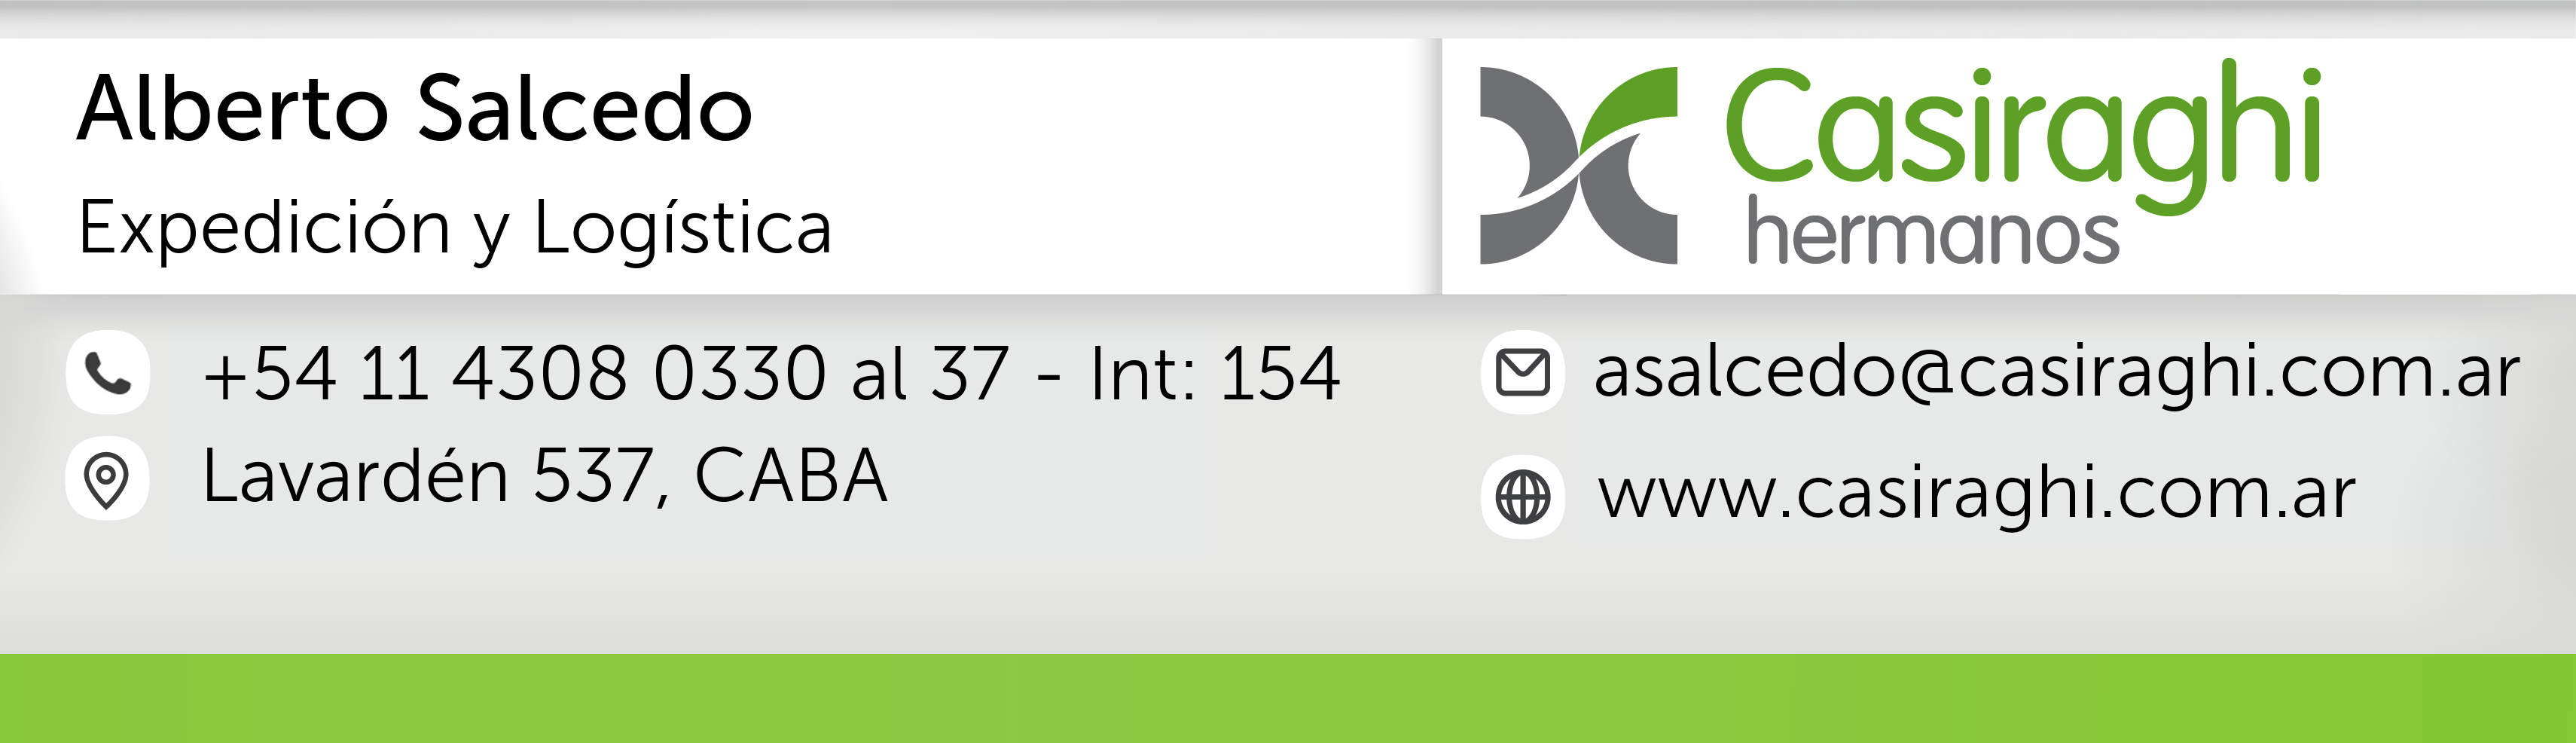 Alberto Salcedo
Expedición y Logística
Casiraghi
hermanos
+54 11 4308 0330 al 37 - Int: 154
Lavardén 537, CABA
asalcedo@casiraghi.com.ar
www.casiraghi.com.ar